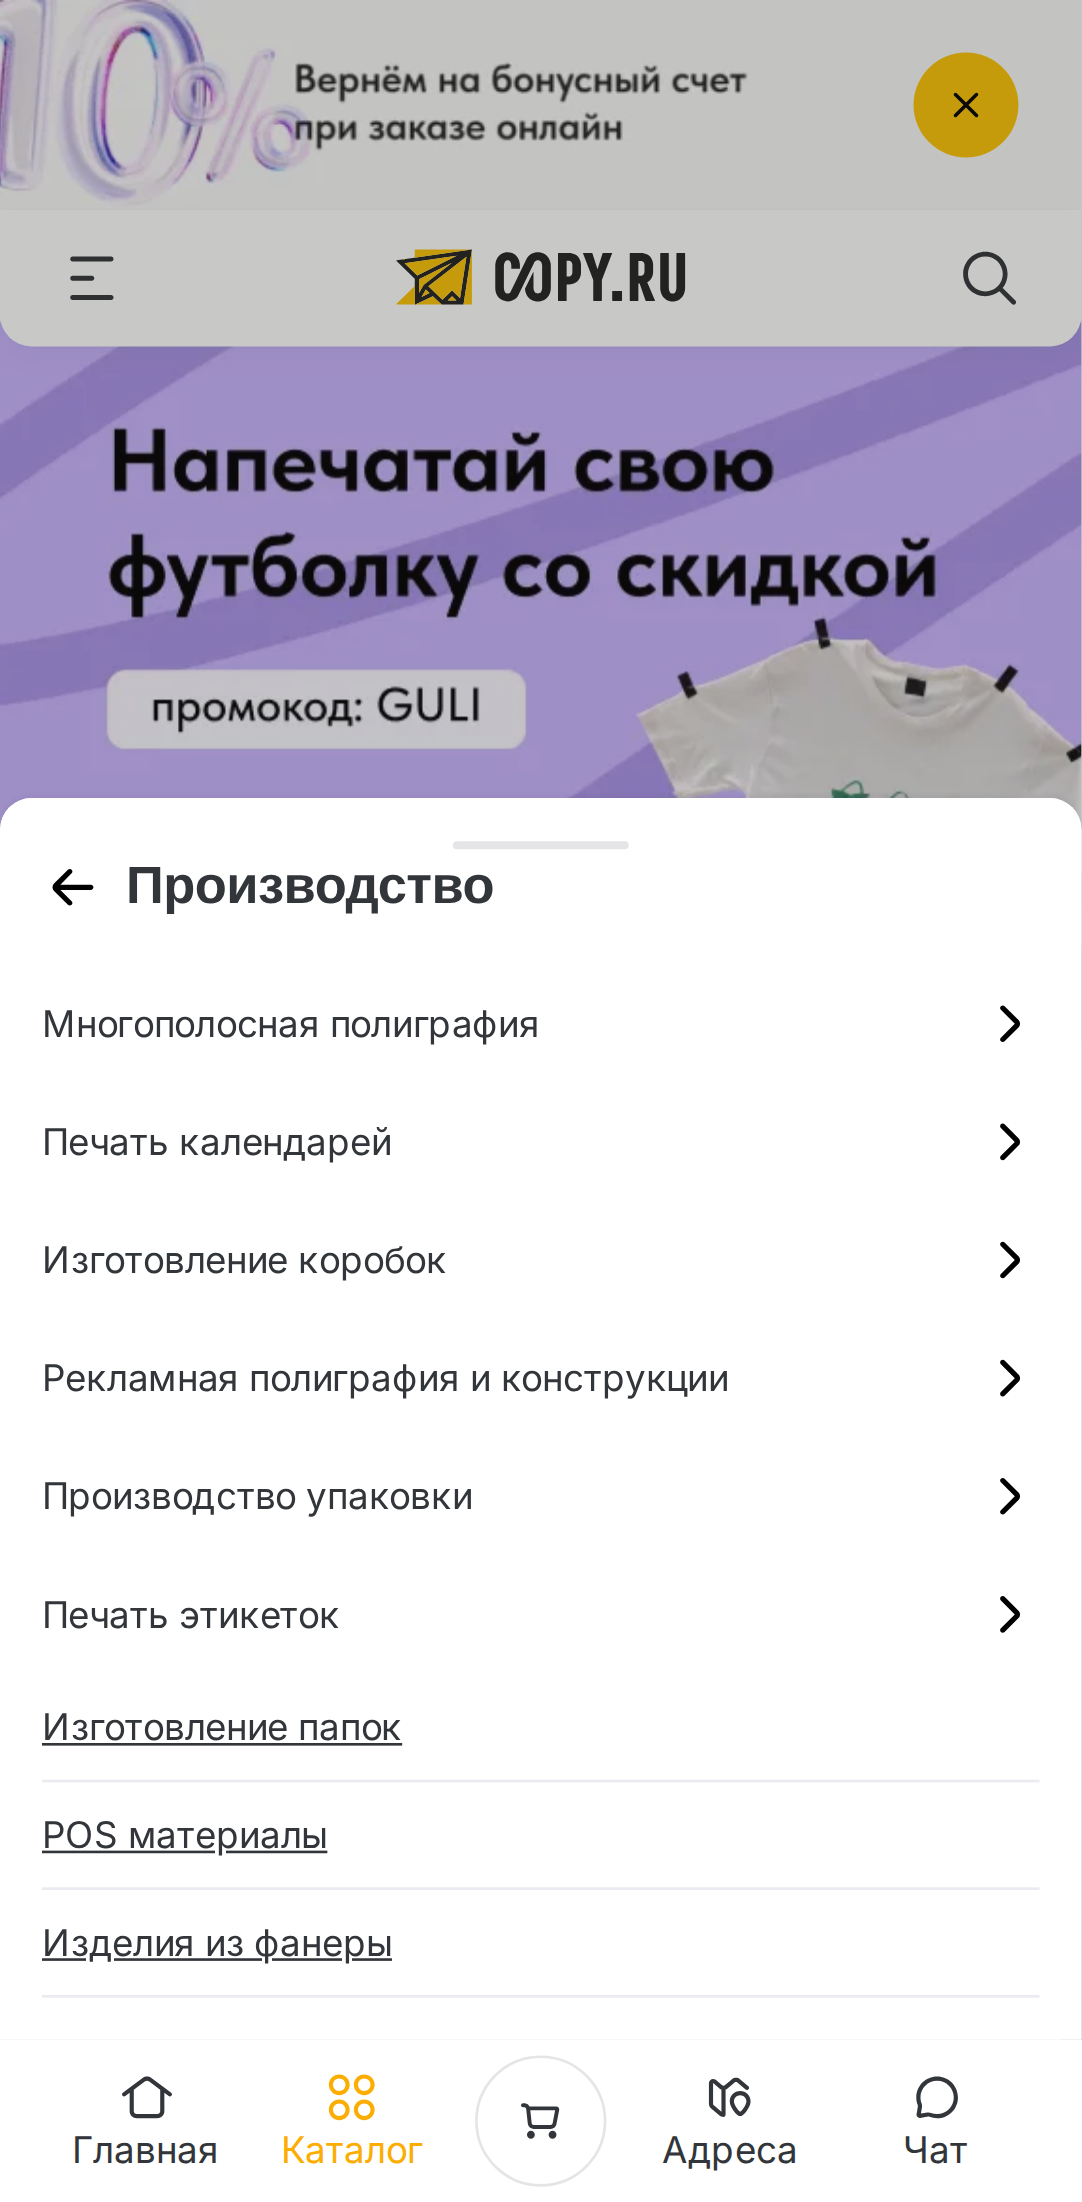 10%
Вернём на бонусный счет
при заказе онлайн
COPY.RU
Напечатай свою
футболку со скидкой
промокод: GULI
Производство
Многополосная полиграфия
Печать календарей
Изготовление коробок
Рекламная полиграфия и конструкции
Производство упаковки
Печать этикеток
Изготовление папок
POS материалы
Изделия из фанеры
Главная
Каталог
Адреса
Чат